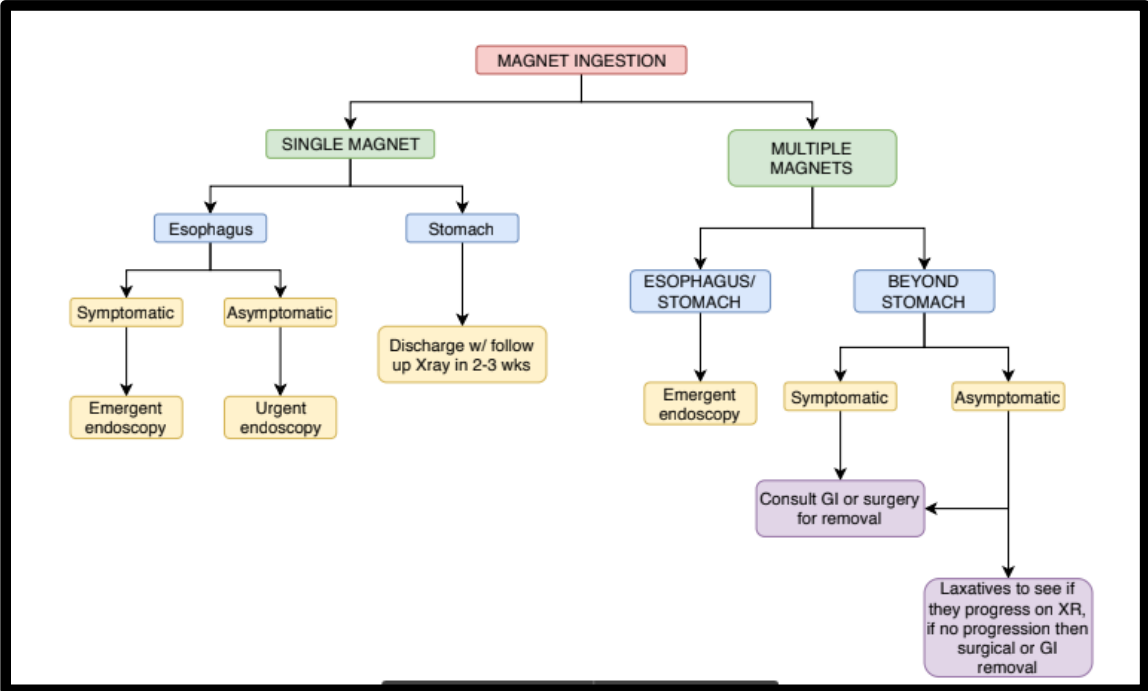 MAGNET INGESTION
SINGLE MAGNET
MULTIPLE
MAGNETS
Esophagus
Stomach
ESOPHAGUS/
STOMACH
BEYOND
STOMACH
Symptomatic
Asymptomatic
Discharge w/ follow
up Xray in 2-3 wks
Emergent
endoscopy
Urgent
endoscopy
Emergent
endoscopy
Symptomatic
Asymptomatic
Consult GI or surgery
for removal
Laxatives to see if
they progress on XR,
if no progression then
surgical or GI
removal